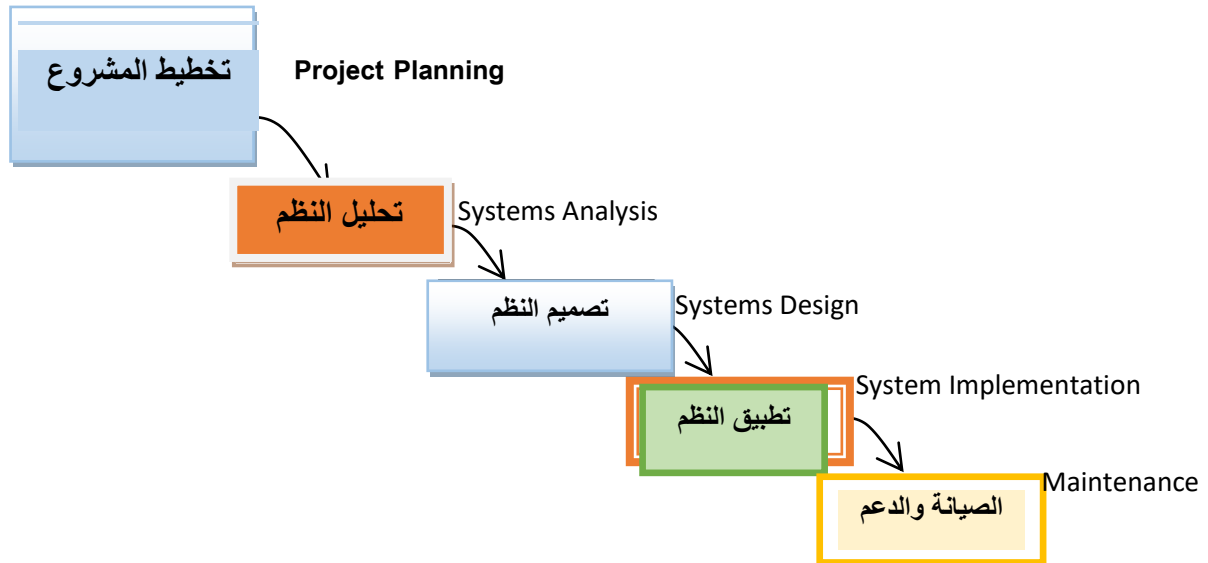 تخطيط المشروع
Project Planning
تحليل النظم
Systems Analysis
تصميم النظم
Systems Design
تطبيق النظم
System Implementation
الصيانة والدعم
Maintenance